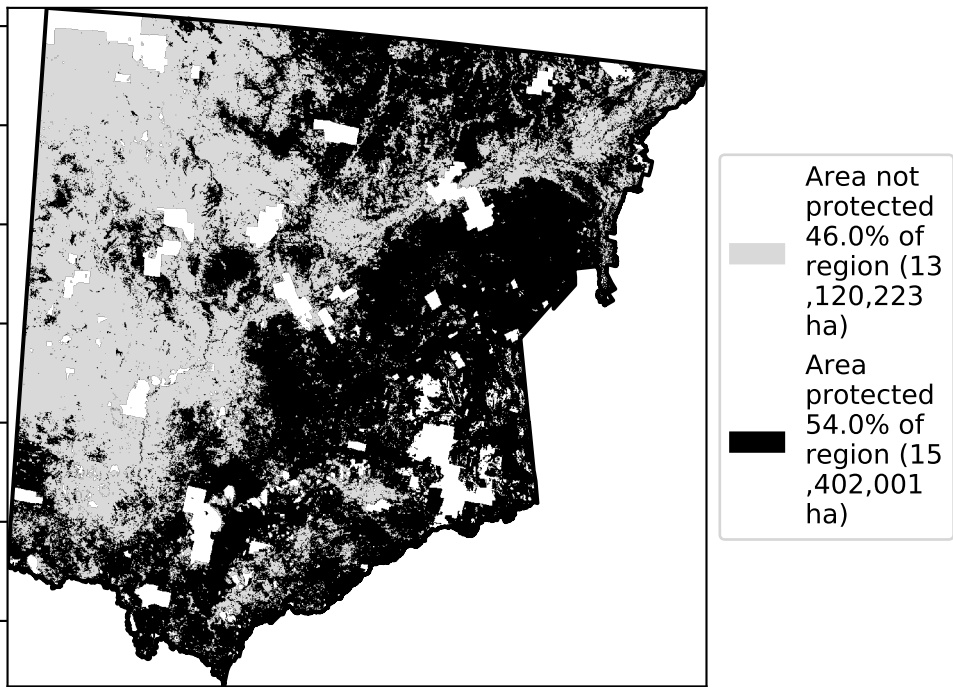 Area not
protected
46.0% of
region (13
,120,223
ha)
Area
protected
54.0% of
region (15
,402,001
ha)